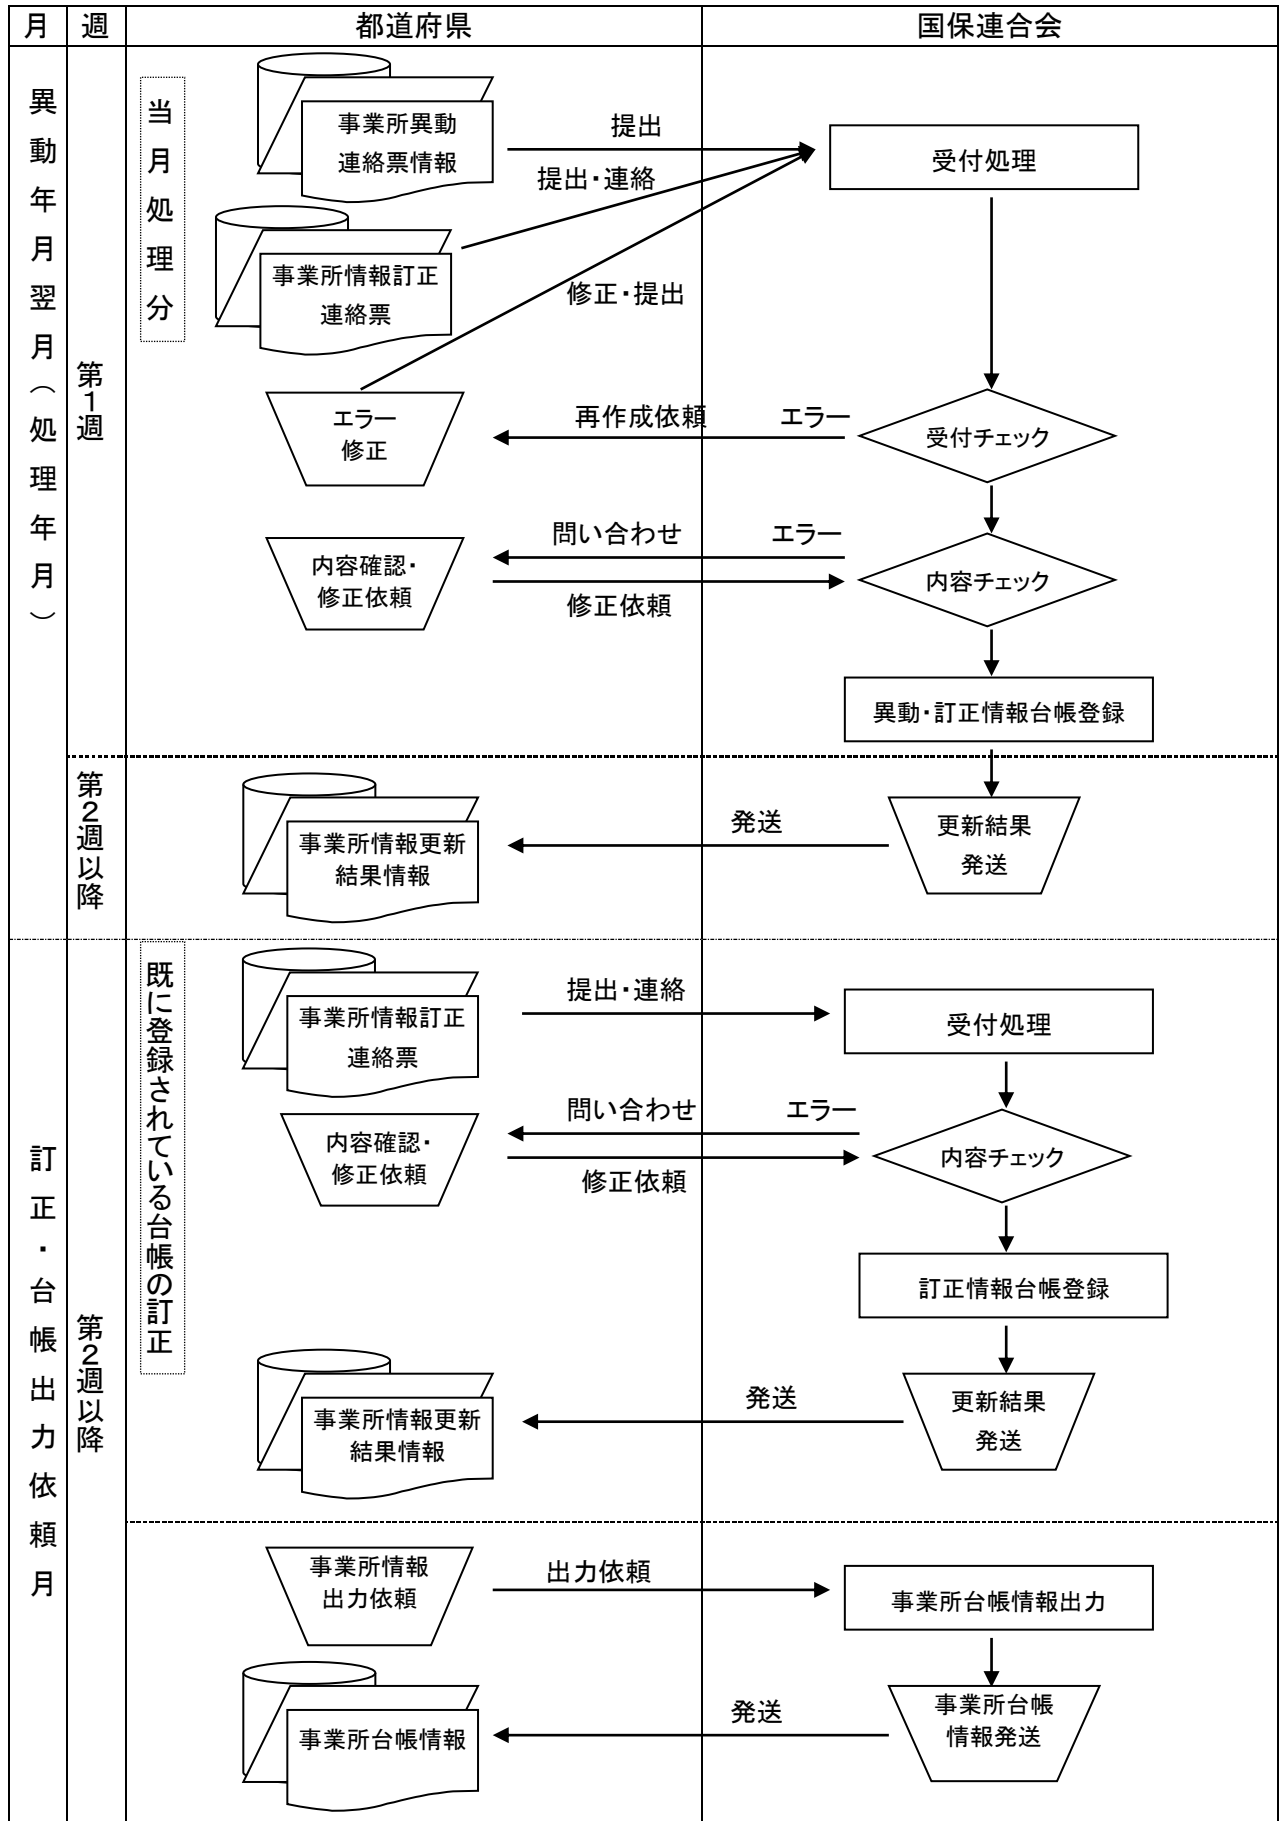 月
週
都道府県
国保連合会
異動年月翌月（処理年月）
第1週
当月処理分
事業所異動
連絡票情報
提出
受付処理
提出・連絡
事業所情報訂正
連絡票
修正・提出
エラー
修正
再作成依頼
エラー
受付チェック
内容確認・
修正依頼
問い合わせ
エラー
修正依頼
内容チェック
異動・訂正情報台帳登録
第2週以降
事業所情報更新
結果情報
発送
更新結果
発送
訂正・台帳出力依頼月
第2週以降
既に登録されている台帳の訂正
事業所情報訂正
連絡票
提出・連絡
受付処理
内容確認・
修正依頼
問い合わせ
エラー
修正依頼
内容チェック
訂正情報台帳登録
事業所情報更新
結果情報
発送
更新結果
発送
事業所情報
出力依頼
出力依頼
事業所台帳情報出力
事業所台帳情報
発送
事業所台帳
情報発送